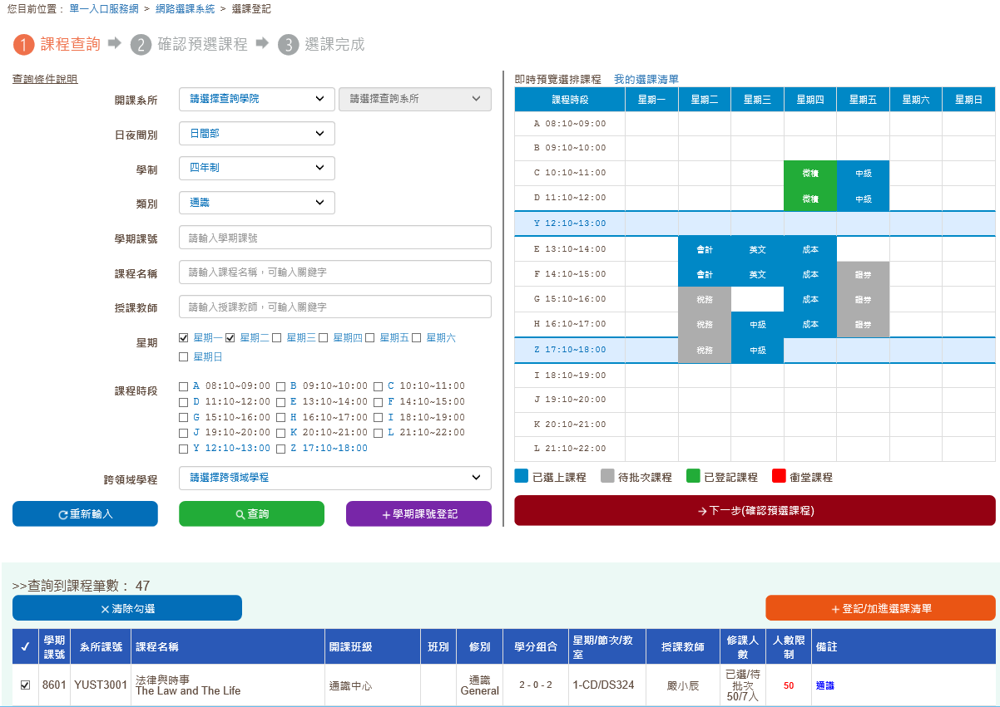 您目前位置： 單一入口服務網 > 網路選課系統 > 選課登記
1 課程查詢 2 確認預選課程 3 選課完成
查詢條件說明
開課系所 請選擇查詢學院 請選擇查詢系所
日夜間別 日間部
學制 四年制
類別 通識
學期課號 請輸入學期課號
課程名稱 請輸入課程名稱，可輸入關鍵字
授課教師 請輸入授課教師，可輸入關鍵字
星期 星期一 星期二 星期三 星期四 星期五 星期六
星期日
課程時段 A 08:10~09:00 B 09:10~10:00 C 10:10~11:00
D 11:10~12:00 E 13:10~14:00 F 14:10~15:00
G 15:10~16:00 H 16:10~17:00 I 18:10~19:00
J 19:10~20:00 K 20:10~21:00 L 21:10~22:00
Y 12:10~13:00 Z 17:10~18:00
跨領域學程 請選擇跨領域學程
重新輸入 查詢 +學期課號登記
即時預覽選排課程 我的選課清單
課程時段 星期一 星期二 星期三 星期四 星期五 星期六 星期日
A 08:10~09:00
B 09:10~10:00
C 10:10~11:00 微積 中級
D 11:10~12:00 微積 中級
Y 12:10~13:00
E 13:10~14:00 會計 英文 成本
F 14:10~15:00 會計 英文 成本 證券
G 15:10~16:00 稅務 成本 證券
H 16:10~17:00 稅務 中級 成本 證券
Z 17:10~18:00 稅務 中級
I 18:10~19:00
J 19:10~20:00
K 20:10~21:00
L 21:10~22:00
已選上課程 待批次課程 已登記課程 衝堂課程
→下一步(確認預選課程)
>>查詢到課程筆數： 47
×清除勾選 +登記/加進選課清單
✓ 學期課號 系所課號 課程名稱 開課班級 班別 修別 學分組合 星期/節次/教室 授課教師 修課人數 人數限制 備註
8601 YUST3001 法律與時事 通識中心 通識 2-0-2 1-CD/DS324 嚴小辰 已選/待批次 50 通識
The Law and The Life General 50/7人